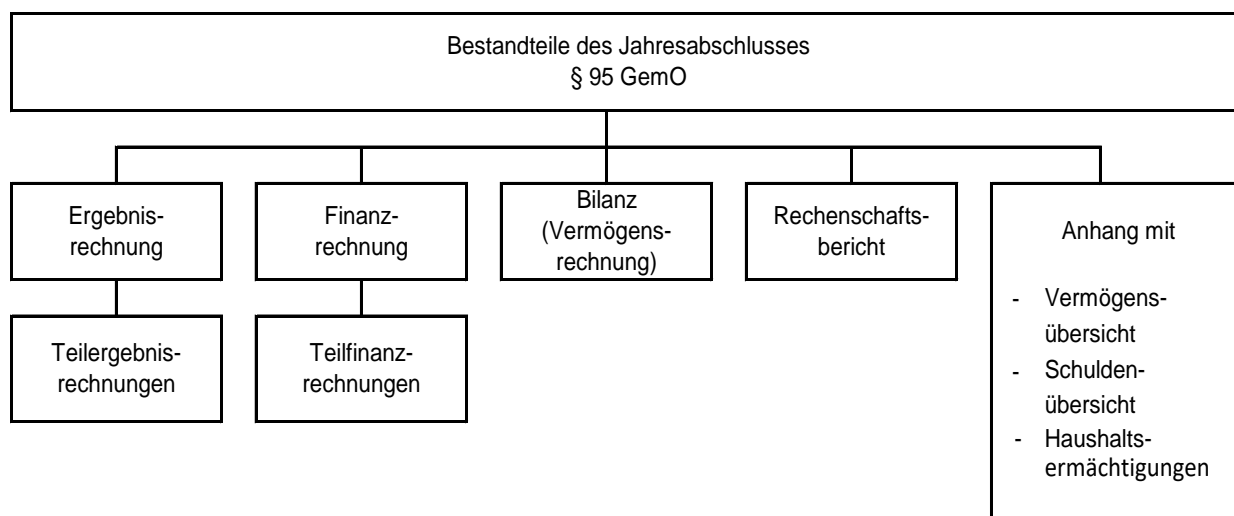 Bestandteile des Jahresabschlusses
§ 95 GemO
Ergebnis-
rechnung
Finanz-
rechnung
Bilanz
(Vermögens-
rechnung)
Rechenschafts-
bericht
Anhang mit
- Vermögens-
übersicht
- Schulden-
übersicht
- Haushalts-
ermächtigungen
Teilergebnis-
rechnungen
Teilfinanz-
rechnungen